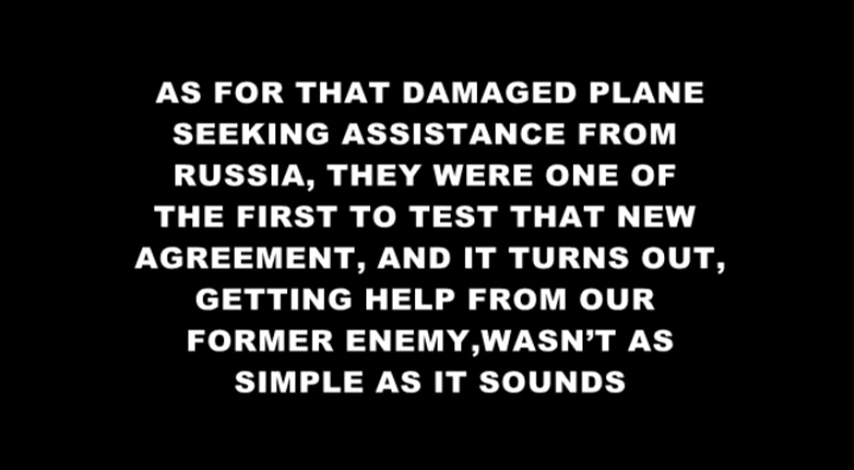 AS FOR THAT DAMAGED PLANE
SEEKING ASSISTANCE FROM
RUSSIA, THEY WERE ONE OF
THE FIRST TO TEST THAT NEW
AGREEMENT, AND IT TURNS OUT,
GETTING HELP FROM OUR
FORMER ENEMY,WASN’T AS
SIMPLE AS IT SOUNDS